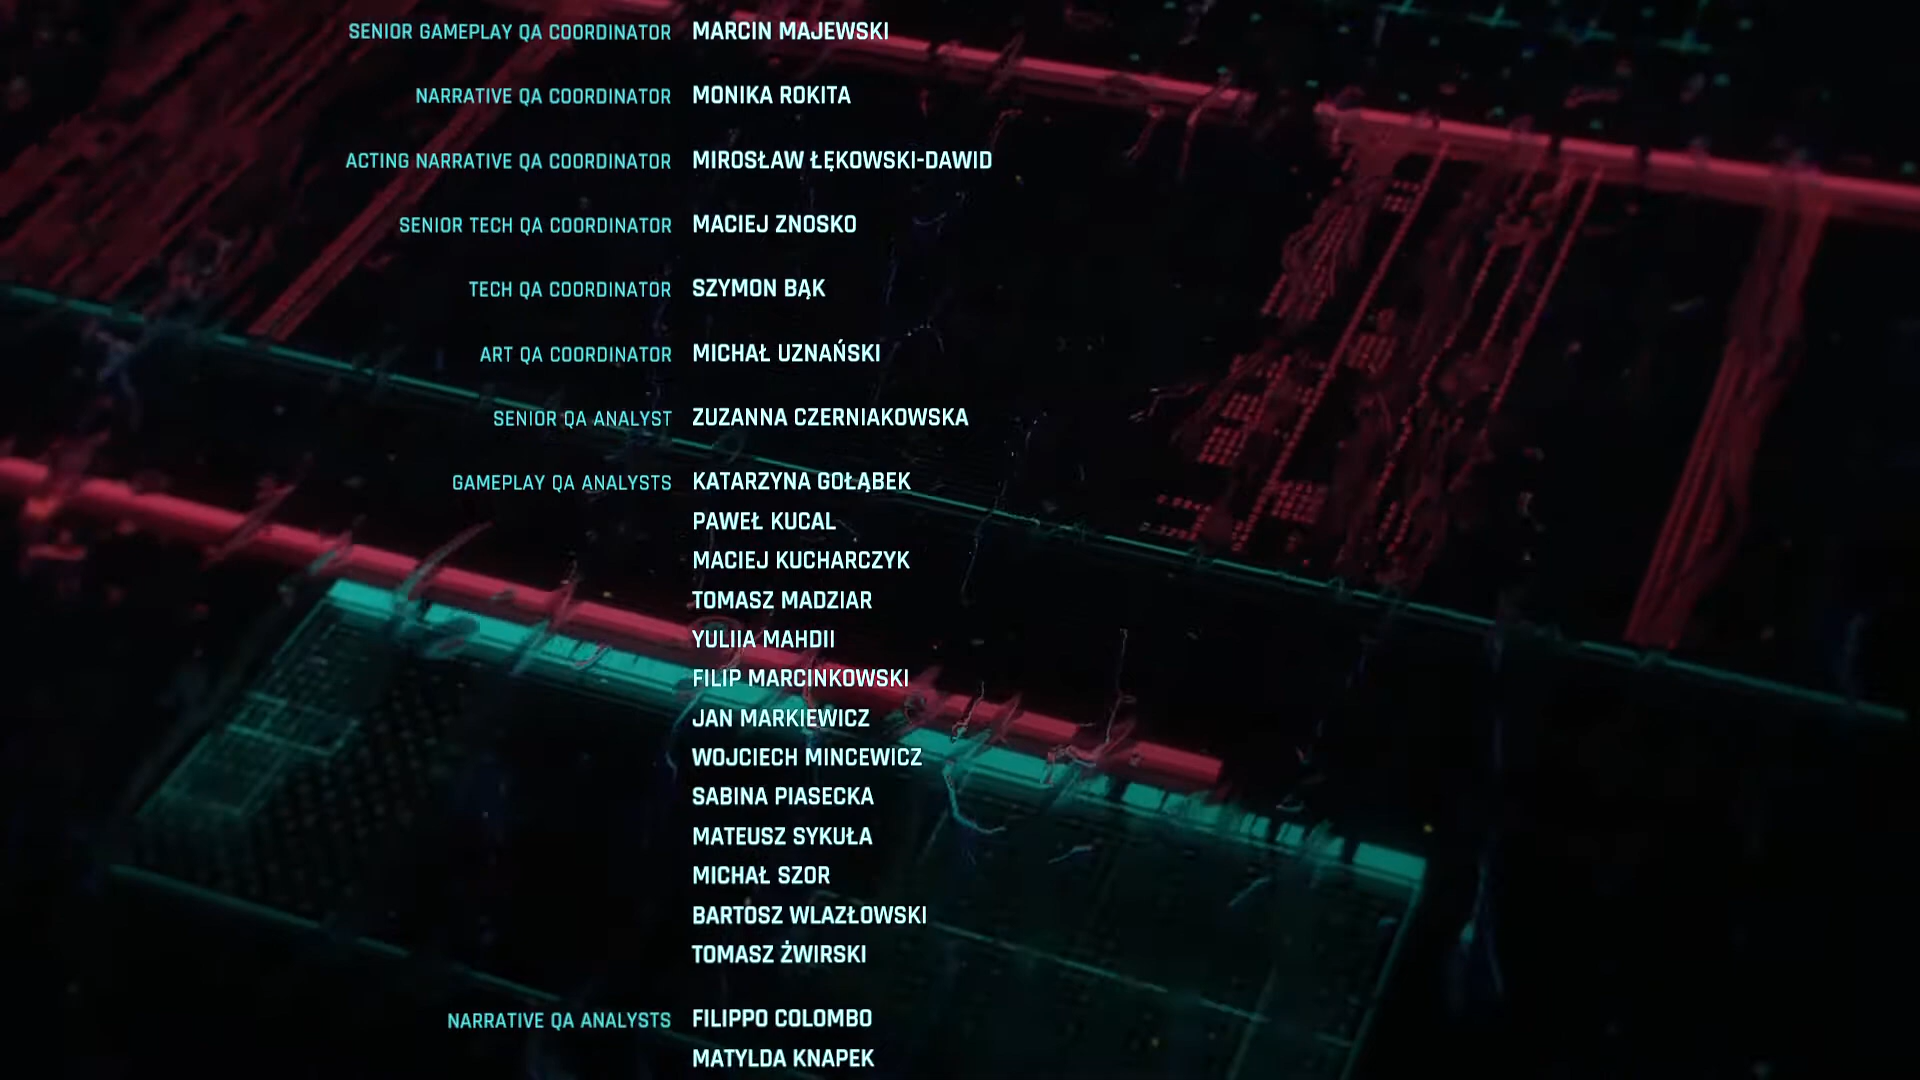 SENIOR GAMEPLAY QA COORDINATOR MARCIN MAJEWSKI
NARRATIVE QA COORDINATOR MONIKA ROKITA
ACTING NARRATIVE QA COORDINATOR MIROSŁAW ŁĘKOWSKI-DAWID
SENIOR TECH QA COORDINATOR MACIEJ ZNOSKO
TECH QA COORDINATOR SZYMON BĄK
ART QA COORDINATOR MICHAŁ UZNAŃSKI
SENIOR QA ANALYST ZUZANNA CZERNIAKOWSKA
GAMEPLAY QA ANALYSTS KATARZYNA GOŁĄBEK
PAWEŁ KUCAL
MACIEJ KUCHARCZYK
TOMASZ MADZIAR
YULIIA MAHDII
FILIP MARCINKOWSKI
JAN MARKIEWICZ
WOJCIECH MINCEWICZ
SABINA PIASECKA
MATEUSZ SYKUŁA
MICHAŁ SZOR
BARTOSZ WLAZŁOWSKI
TOMASZ ŻWIRSKI
NARRATIVE QA ANALYSTS FILIPPO COLOMBO
MATYLDA KNAPEK